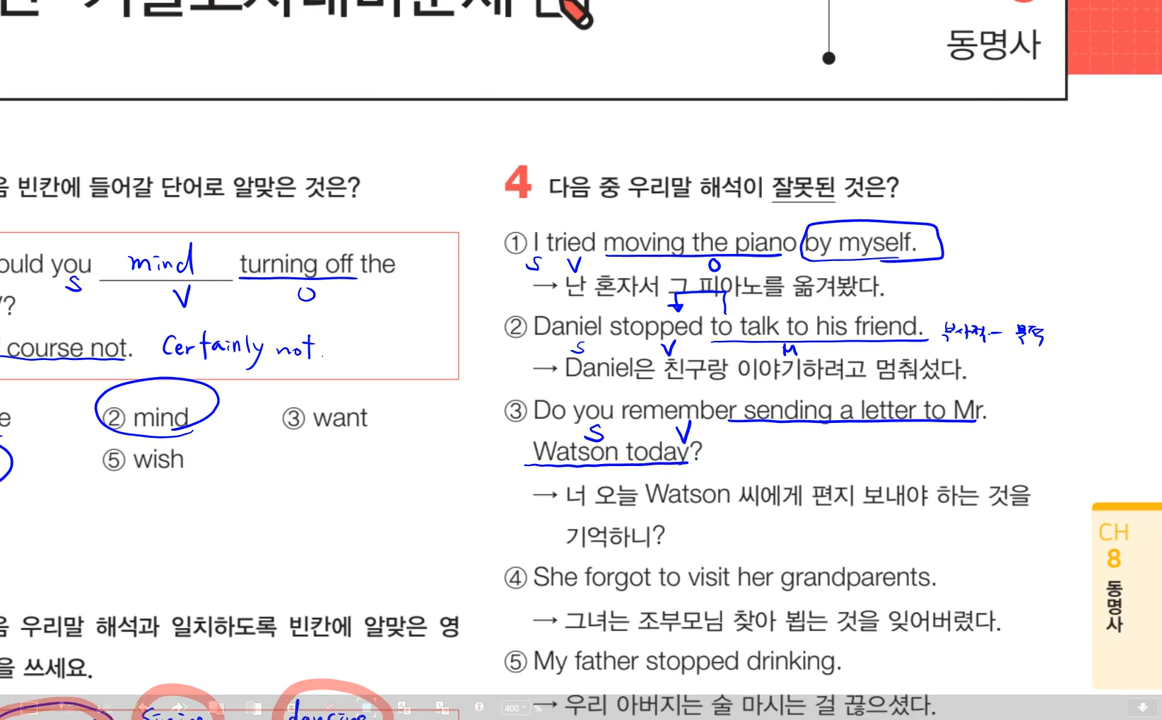 동명사
빈칸에 들어갈 단어로 알맞은 것은?
ould you mind turning off the
S V O
/?
course not. Certainly not.
e ② mind ③ want
⑤ wish
우리말 해석과 일치하도록 빈칸에 알맞은 영
을 쓰세요.
4 다음 중 우리말 해석이 잘못된 것은?
① I tried moving the piano by myself.
S V O
→ 난 혼자서 그 피아노를 옮겨봤다.
② Daniel stopped to talk to his friend.
S V M
→ Daniel은 친구랑 이야기하려고 멈춰섰다.
③ Do you remember sending a letter to Mr.
S V
Watson today?
→ 너 오늘 Watson 씨에게 편지 보내야 하는 것을
기억하니?
④ She forgot to visit her grandparents.
→ 그녀는 조부모님 찾아 뵙는 것을 잊어버렸다.
⑤ My father stopped drinking.
→ 우리 아버지는 술 마시는 걸 끊으셨다.
CH
8
동명사
400 %